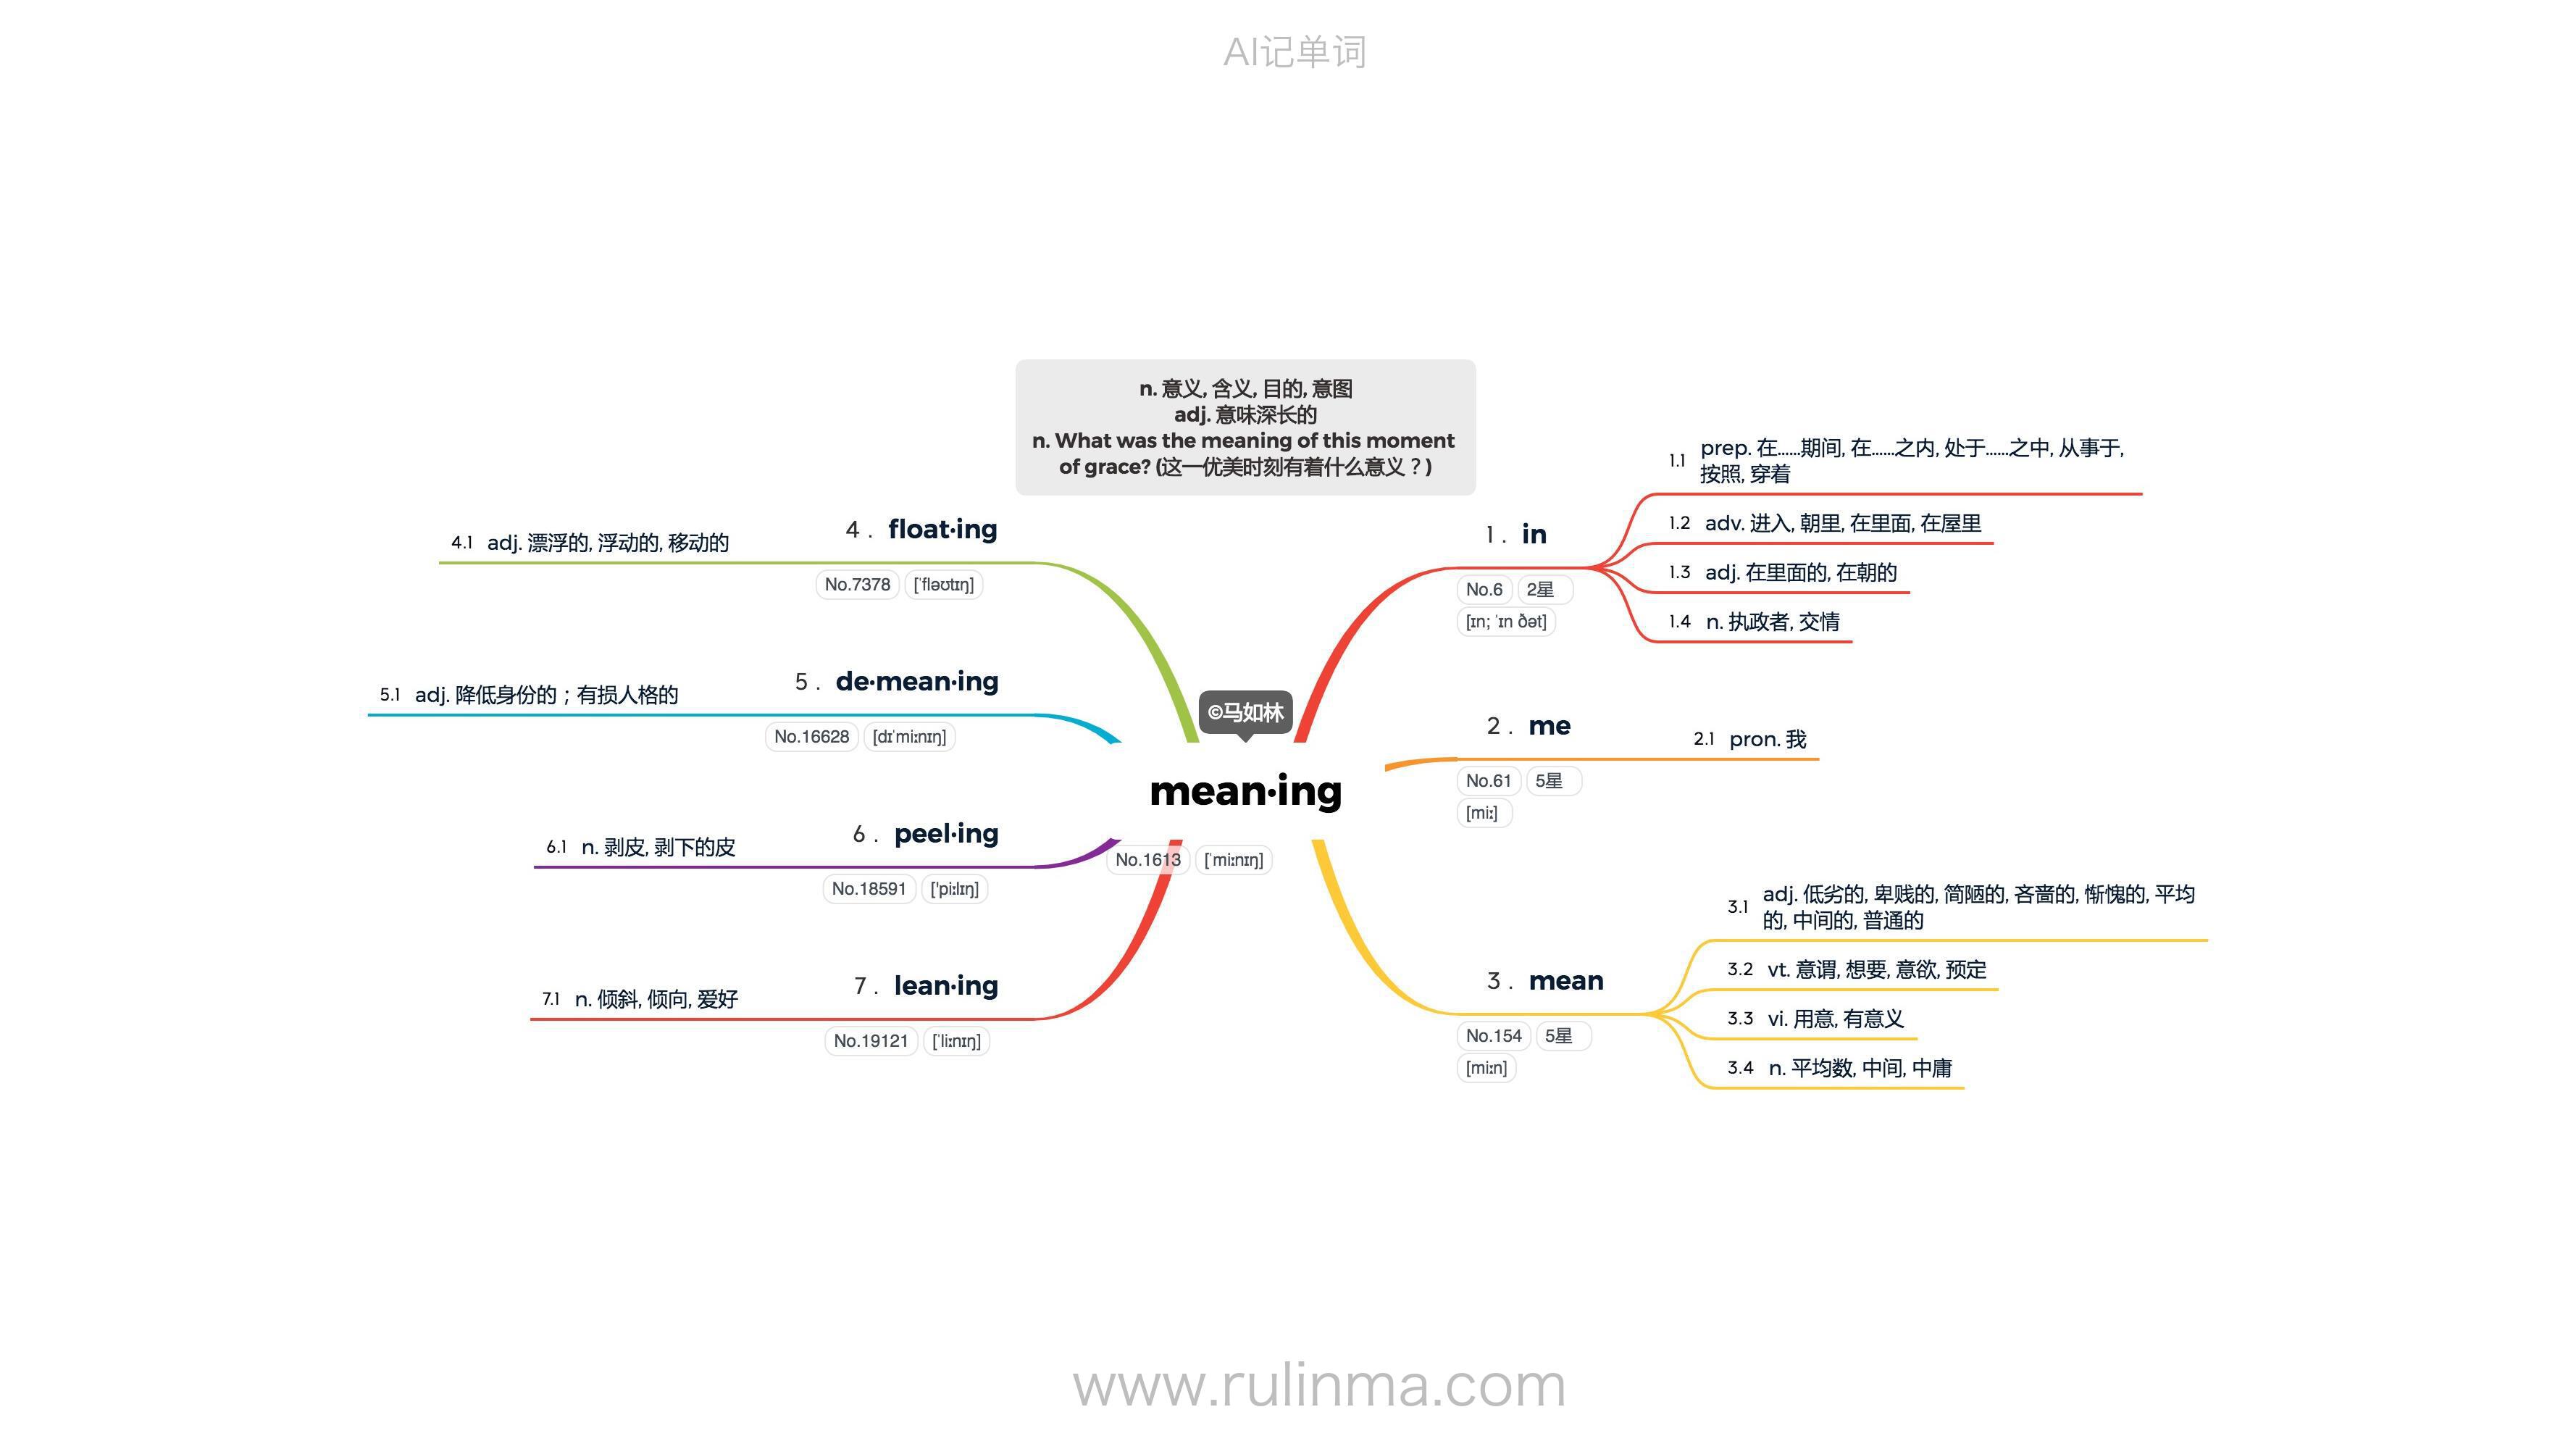 AI记单词
n. 意义, 含义, 目的, 意图
adj. 意味深长的
n. What was the meaning of this moment
of grace? (这一优美时刻有着什么意义？)
©马如林
mean·ing
No.1613 [ˈmiːnɪŋ]
1 . in
No.6 2星
[ɪn; ˈɪn ðət]
1.1 prep. 在……期间, 在……之内, 处于……之中, 从事于,
按照, 穿着
1.2 adv. 进入, 朝里, 在里面, 在屋里
1.3 adj. 在里面的, 在朝的
1.4 n. 执政者, 交情
2 . me
No.61 5星
[miː]
2.1 pron. 我
3 . mean
No.154 5星
[miːn]
3.1 adj. 低劣的, 卑贱的, 简陋的, 吝啬的, 惭愧的, 平均
的, 中间的, 普通的
3.2 vt. 意谓, 想要, 意欲, 预定
3.3 vi. 用意, 有意义
3.4 n. 平均数, 中间, 中庸
4 . float·ing
No.7378 [ˈfləʊtɪŋ]
4.1 adj. 漂浮的, 浮动的, 移动的
5 . de·mean·ing
No.16628 [dɪˈmiːnɪŋ]
5.1 adj. 降低身份的；有损人格的
6 . peel·ing
No.18591 [ˈpiːlɪŋ]
6.1 n. 剥皮, 剥下的皮
7 . lean·ing
No.19121 [ˈliːnɪŋ]
7.1 n. 倾斜, 倾向, 爱好
www.rulinma.com